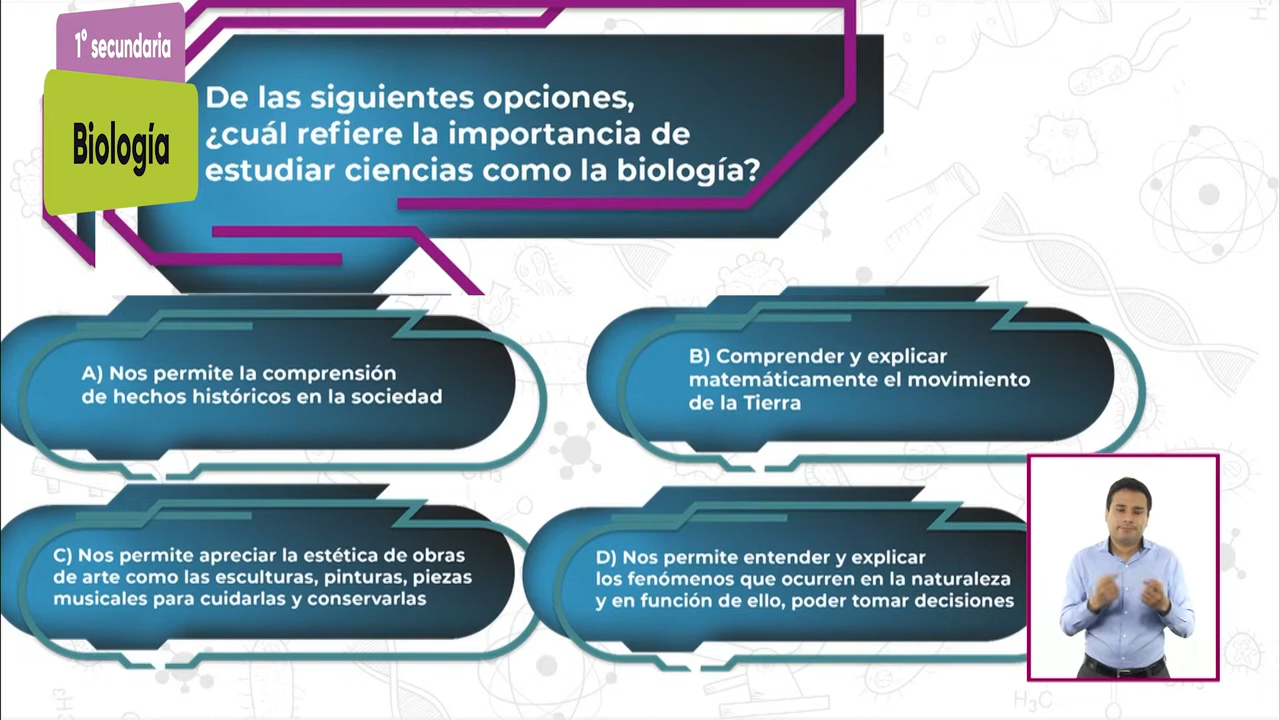 1° secundaria
Biología
De las siguientes opciones,
¿cuál refiere la importancia de
estudiar ciencias como la biología?
A) Nos permite la comprensión
de hechos históricos en la sociedad
B) Comprender y explicar
matemáticamente el movimiento
de la Tierra
C) Nos permite apreciar la estética de obras
de arte como las esculturas, pinturas, piezas
musicales para cuidarlas y conservarlas
D) Nos permite entender y explicar
los fenómenos que ocurren en la naturaleza
y en función de ello, poder tomar decisiones
H₃C